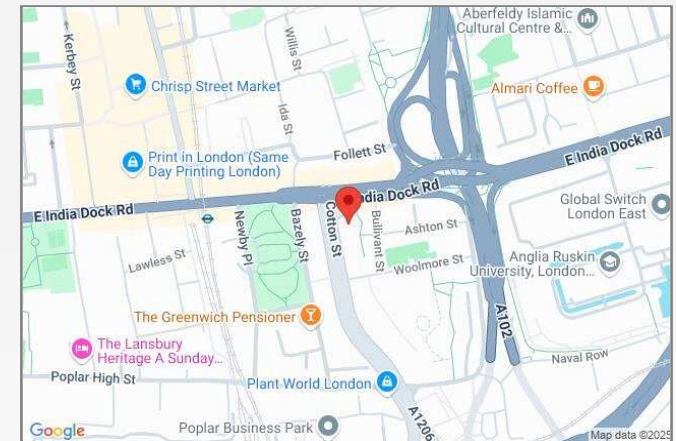 Aberfeldy Islamic
Cultural Centre &...
Kerbey St
Willis St
Chrisp Street Market
Almari Coffee
Ida St
Follett St
Print in London (Same
Day Printing London)
E India Dock Rd
E India Dock Rd
ndia Dock Rd
Global Switch
London East
Newby Pl
Bazely St
Cotton St
Bullivant St
Ashton St
Lawless St
Woolmore St
Anglia Ruskin
University, London...
The Greenwich Pensioner
A102
The Lansbury
Heritage A Sunday...
Naval Row
Poplar High St
Plant World London
A1206
Poplar Business Park
Google
Map data ©2025